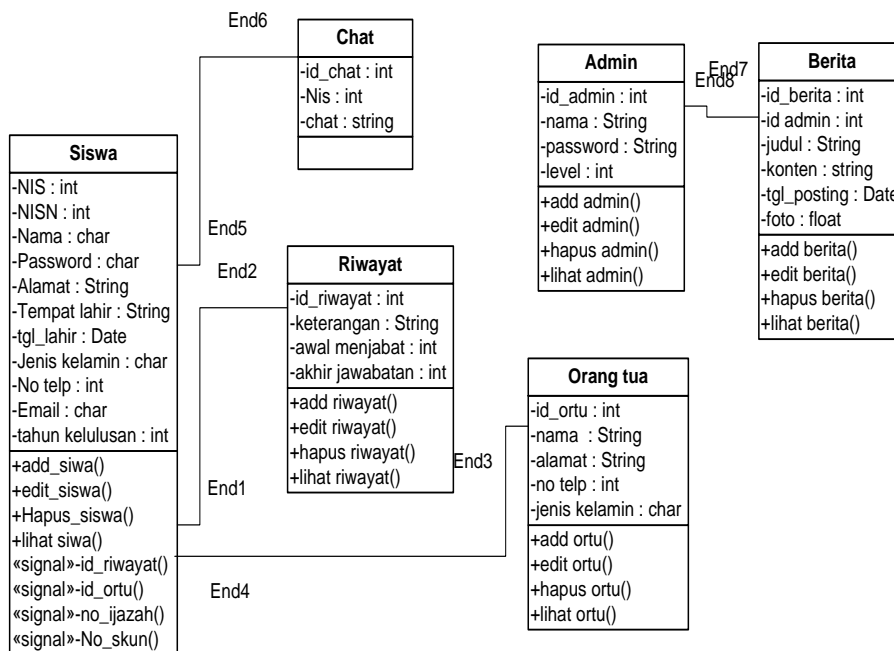 End6
Chat
-id_chat : int
-Nis : int
-chat : string
Siswa
-NIS : int
-NISN : int
-Nama : char
-Password : char
-Alamat : String
-Tempat lahir : String
-tgl_lahir : Date
-Jenis kelamin : char
-No telp : int
-Email : char
-tahun kelulusan : int
+add_siwa()
+edit_siswa()
+Hapus_siswa()
+lihat siwa()
«signal»-id_riwayat()
«signal»-id_ortu()
«signal»-no_ijazah()
«signal»-No_skun()
End5
End2
Riwayat
-id_riwayat : int
-keterangan : String
-awal menjabat : int
-akhir jawabatan : int
+add riwayat()
+edit riwayat()
+hapus riwayat()
+lihat riwayat()
End1
End4
End3
Admin
-id_admin : int
-nama : String
-password : String
-level : int
+add admin()
+edit admin()
+hapus admin()
+lihat admin()
End7
End8
Berita
-id_berita : int
-id admin : int
-judul : String
-konten : string
-tgl_posting : Date
-foto : float
+add berita()
+edit berita()
+hapus berita()
+lihat berita()
Orang tua
-id_ortu : int
-nama : String
-alamat : String
-no telp : int
-jenis kelamin : char
+add ortu()
+edit ortu()
+hapus ortu()
+lihat ortu()